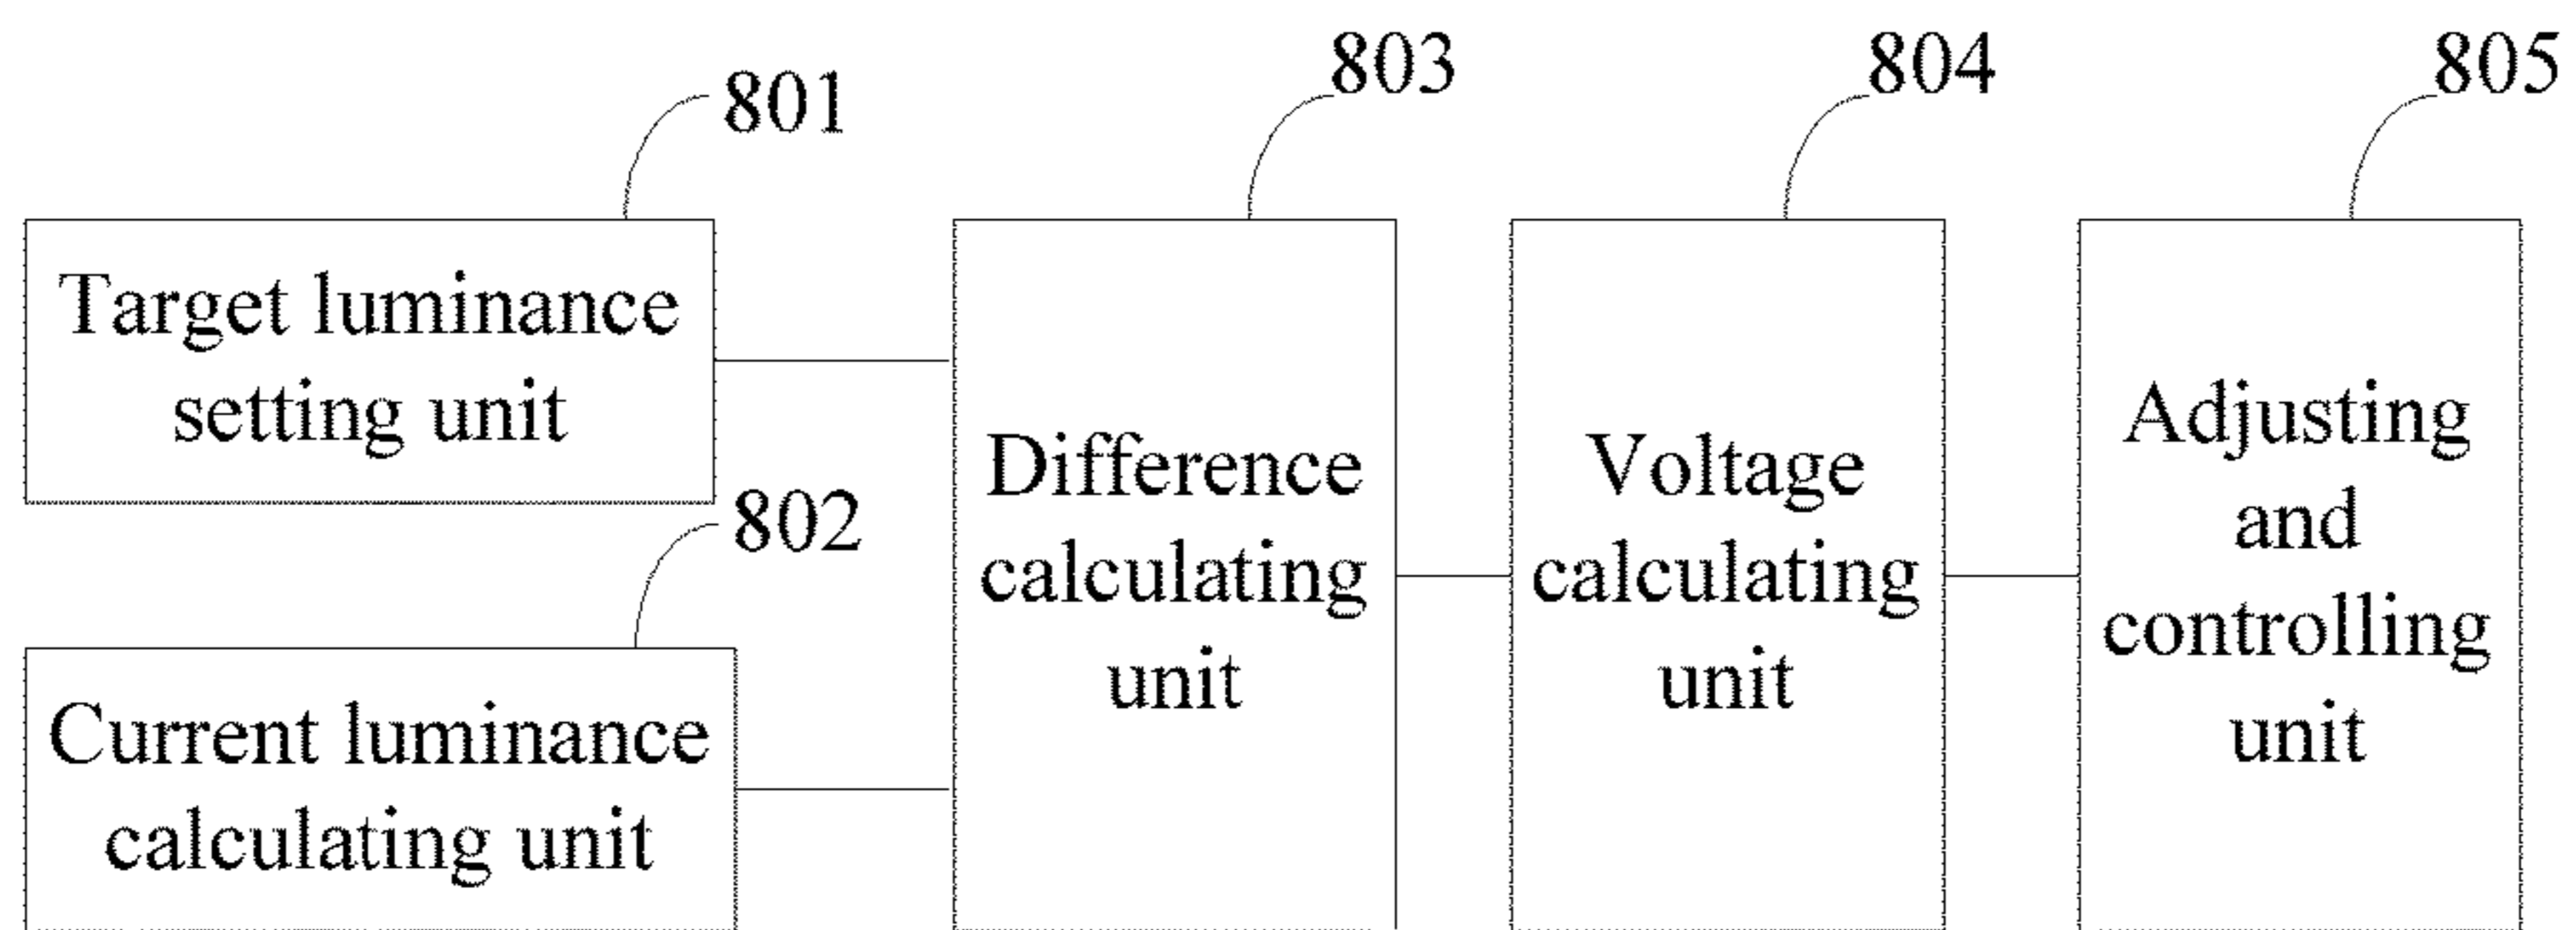 801
Target luminance
setting unit
802
Current luminance
calculating unit
803
Difference
calculating
unit
804
Voltage
calculating
unit
805
Adjusting
and
controlling
unit